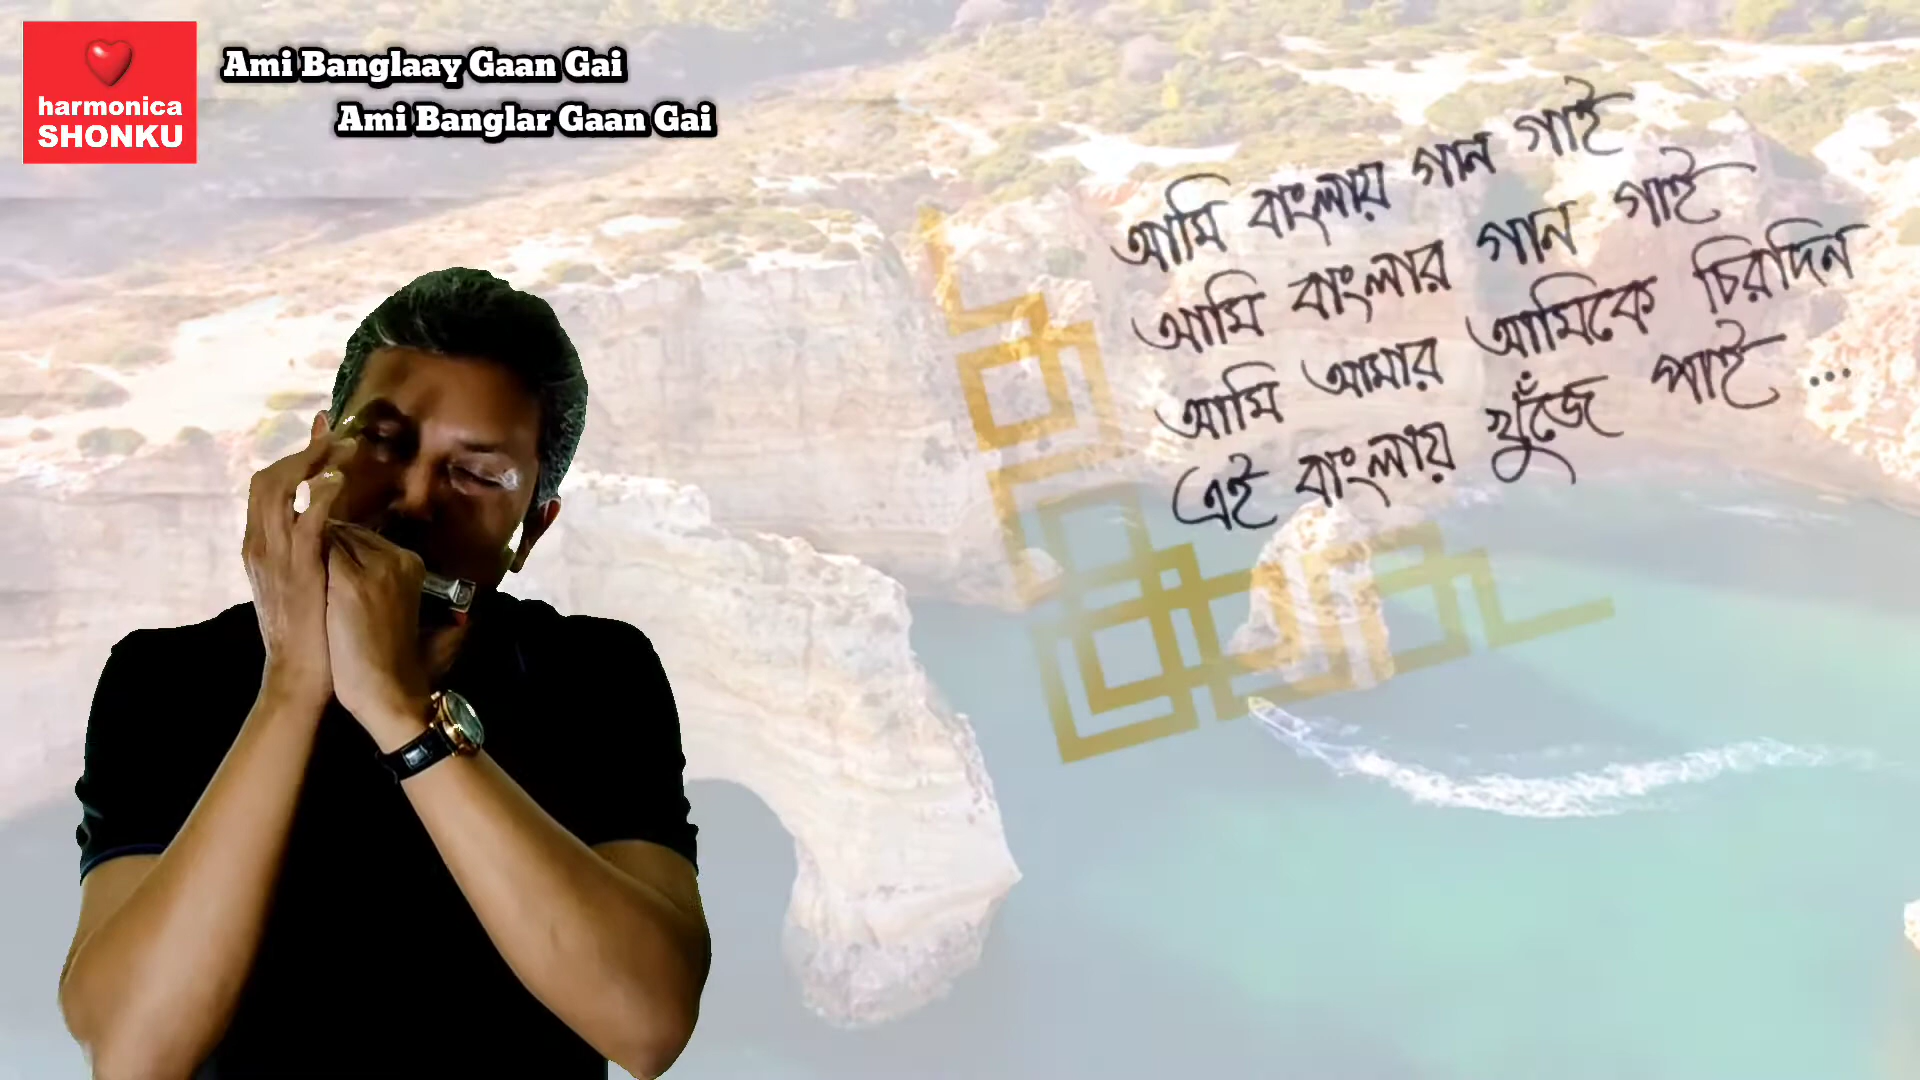 harmonica
SHONKU
Ami Banglaay Gaan Gai
Ami Banglar Gaan Gai
আমি বাংলায় গান গাই
আমি বাংলার গান গাই
আমি আমার আমিকে চিরদিন
এই বাংলায় খুঁজে পাই ...